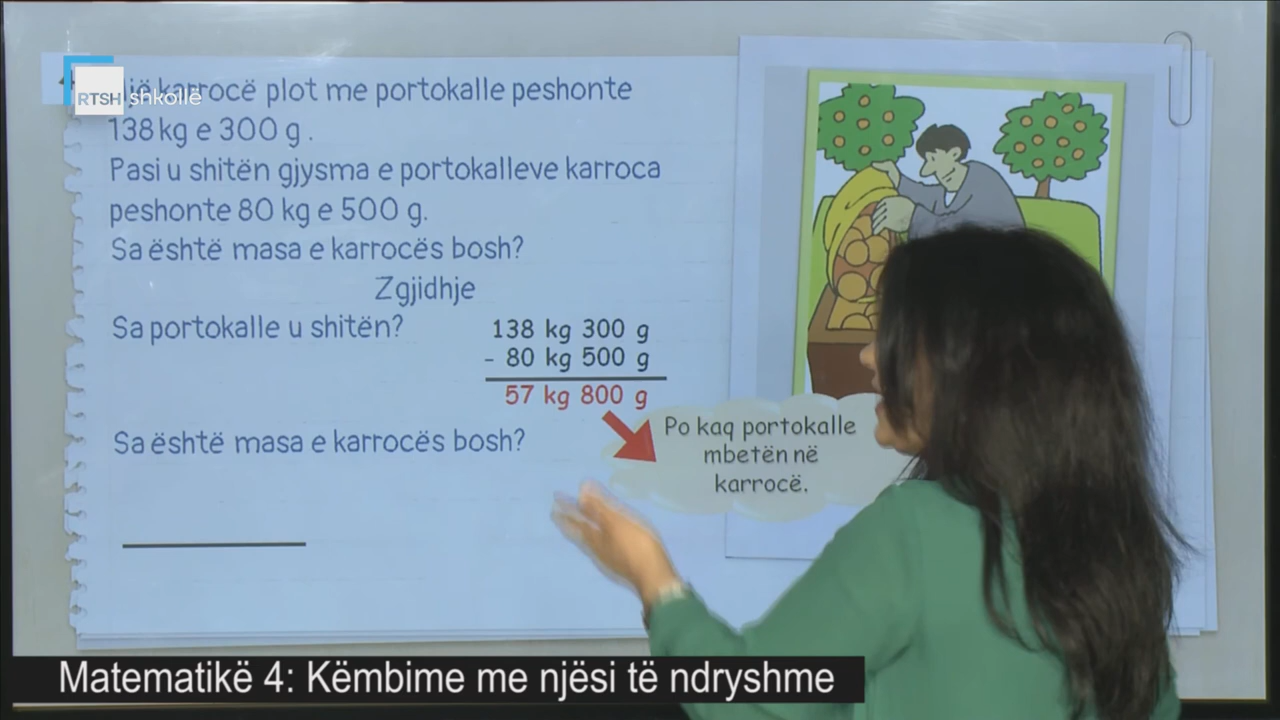 RTSH shkollë
karrocë plot me portokalle peshonte
138 kg e 300 g .
Pasi u shitën gjysma e portokalleve karroca
peshonte 80 kg e 500 g.
Sa është masa e karrocës bosh?
Zgjidhje
Sa portokalle u shitën?
138 kg 300 g
- 80 kg 500 g
57 kg 800 g
Po kaq portokalle
mbetën në
karrocë.
Sa është masa e karrocës bosh?
Matematikë 4: Këmbime me njësi të ndryshme